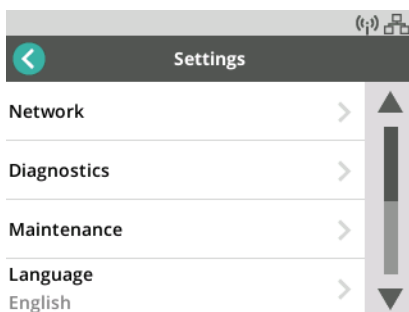 Settings
Network
Diagnostics
Maintenance
Language
English